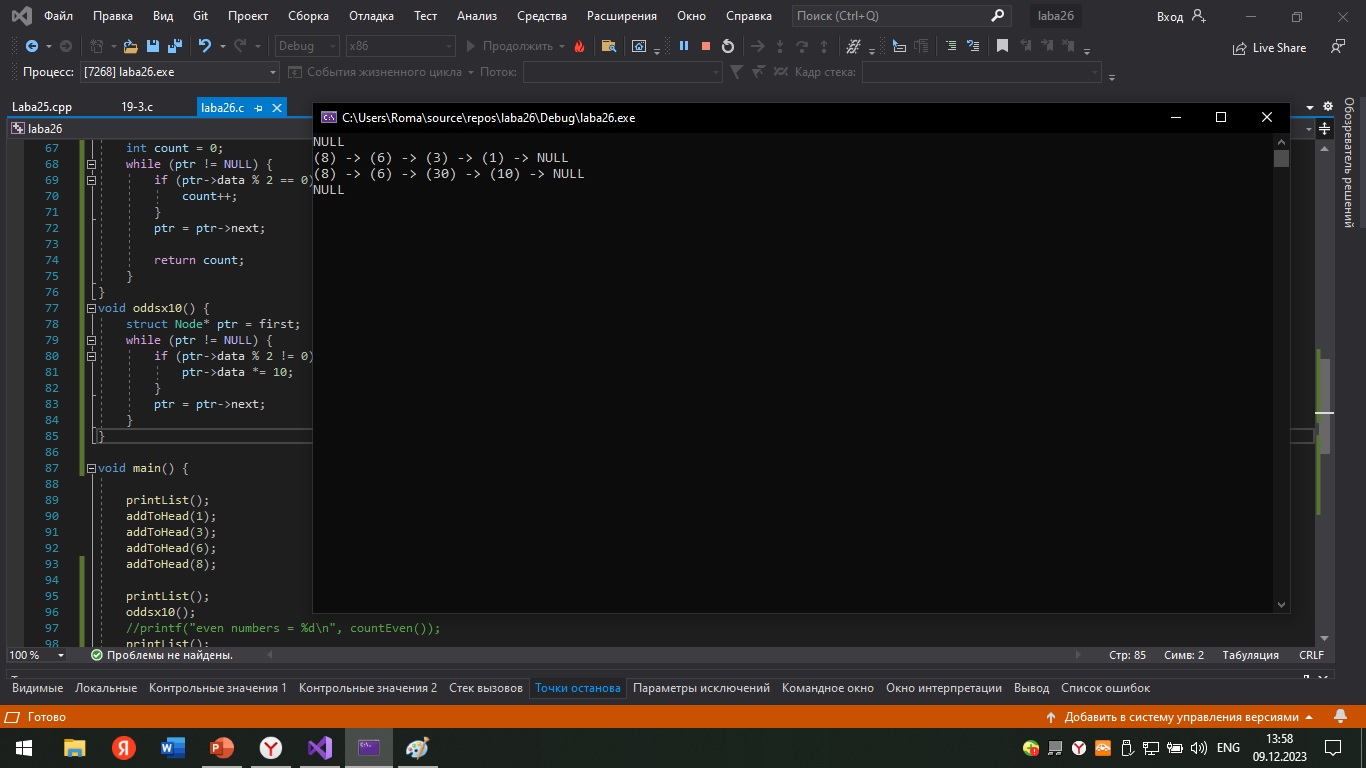 Файл Правка Вид Git Проект Сборка Отладка Тест Анализ Средства Расширения Окно Справка Поиск (Ctrl+Q) laba26 Вход
Debug x86 Продолжить Live Share
Процесс: [7268] laba26.exe События жизненного цикла Поток: Кадр стека:
Laba25.cpp 19-3.c laba26.c
laba26
C:\Users\Roma\source\repos\laba26\Debug\laba26.exe
NULL
(8) -> (6) -> (3) -> (1) -> NULL
(8) -> (6) -> (30) -> (10) -> NULL
NULL
67 int count = 0;
68 while (ptr != NULL) {
69 if (ptr->data % 2 == 0)
70 count++;
71 }
72 ptr = ptr->next;
73
74 return count;
75 }
76 }
77 void oddsx10() {
78 struct Node* ptr = first;
79 while (ptr != NULL) {
80 if (ptr->data % 2 != 0)
81 ptr->data *= 10;
82 }
83 ptr = ptr->next;
84 }
85 }
86
87 void main() {
88
89 printList();
90 addToHead(1);
91 addToHead(3);
92 addToHead(6);
93 addToHead(8);
94
95 printList();
96 oddsx10();
97 //printf("even numbers = %d\n", countEven());
98 printList();
Обозреватель решений
100 % Проблемы не найдены. Стр: 85 Симв: 2 Табуляция CRLF
Видимые Локальные Контрольные значения 1 Контрольные значения 2 Стек вызовов Точки останова Параметры исключений Командное окно Окно интерпретации Вывод Список ошибок
Готово Добавить в систему управления версиями
ENG 13:58
09.12.2023